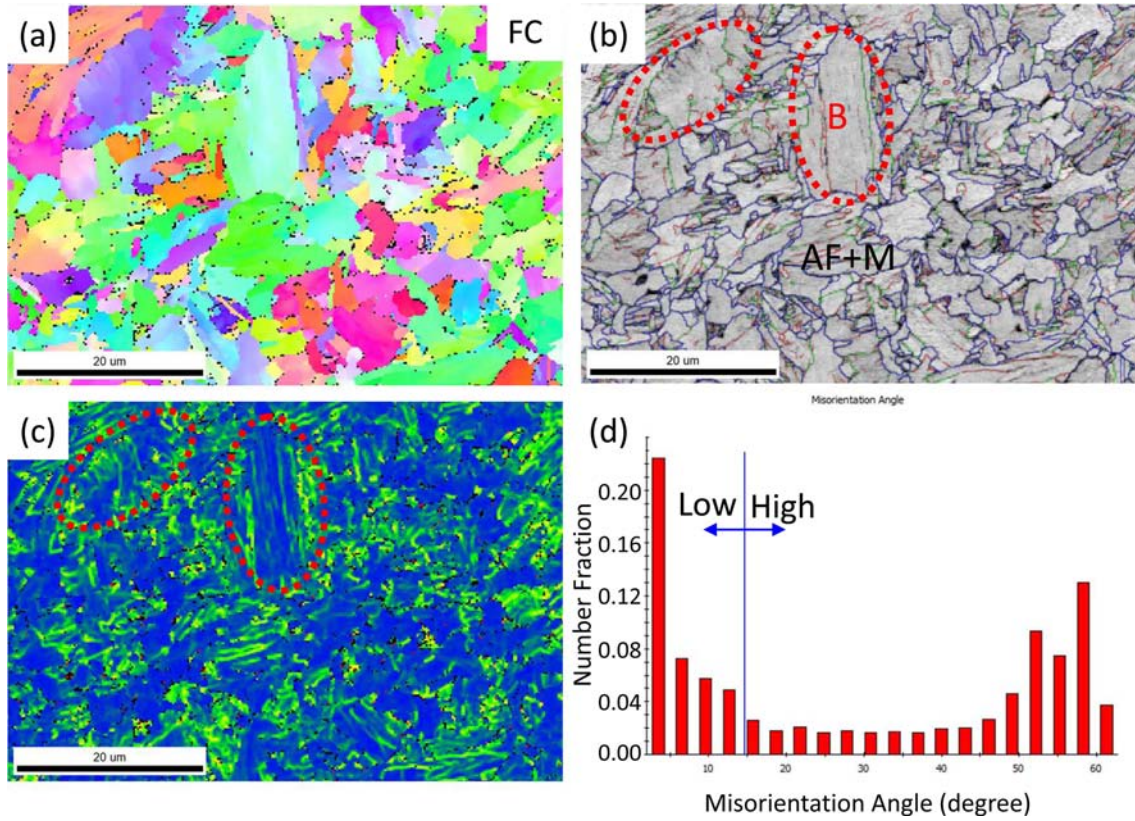 (a)
FC
20 um
(b)
B
AF+M
20 um
(c)
20 um
Misorientation Angle
(d)
Low High
Number Fraction
0.20
0.16
0.12
0.08
0.04
0.00
10 20 30 40 50 60
Misorientation Angle (degree)